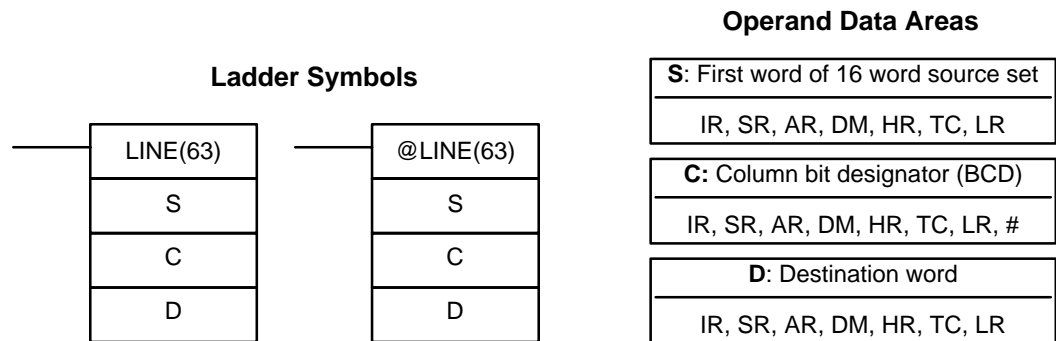 Ladder Symbols
LINE(63)
S
C
D
@LINE(63)
S
C
D
Operand Data Areas
S: First word of 16 word source set
IR, SR, AR, DM, HR, TC, LR
C: Column bit designator (BCD)
IR, SR, AR, DM, HR, TC, LR, #
D: Destination word
IR, SR, AR, DM, HR, TC, LR